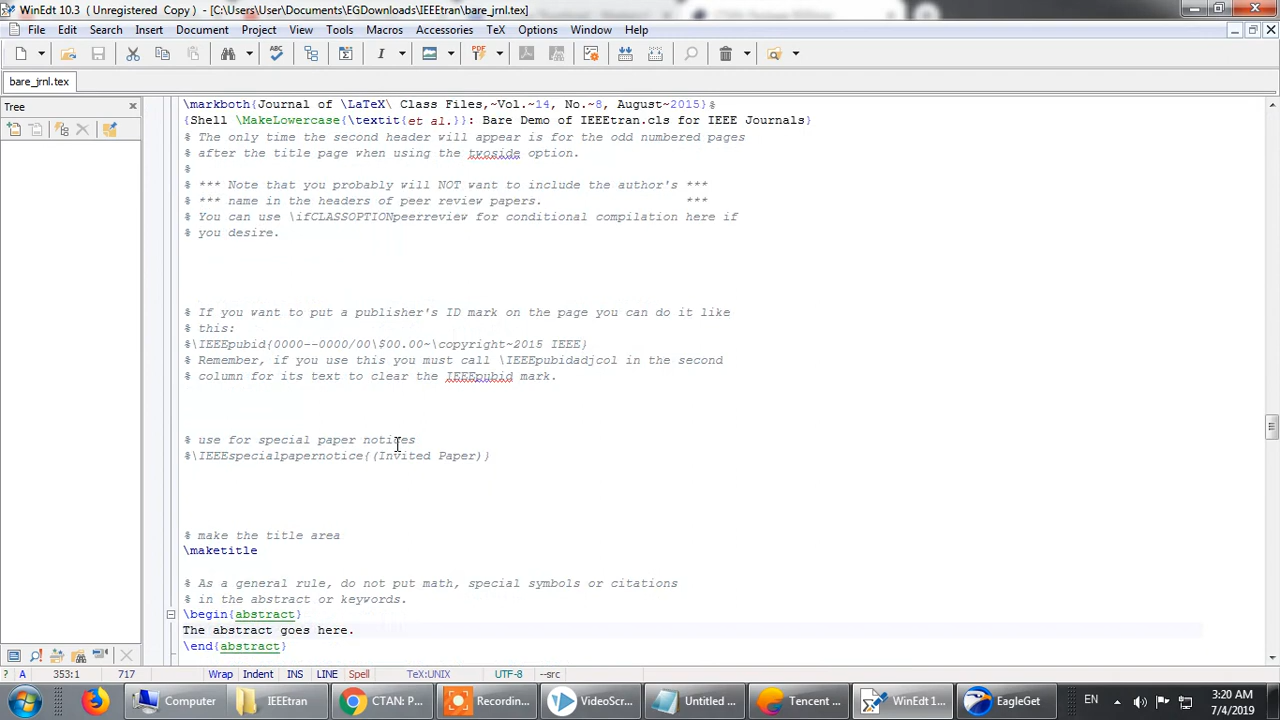 WinEdt 10.3 ( Unregistered Copy ) - [C:\Users\User\Documents\EGDownloads\IEEEtran\bare_jrnl.tex]
File Edit Search Insert Document Project View Tools Macros Accessories TeX Options Window Help
bare_jrnl.tex
Tree
\markboth{Journal of \LaTeX\ Class Files,~Vol.~14, No.~8, August~2015}%
{Shell \MakeLowercase{\textit{et al.}}: Bare Demo of IEEEtran.cls for IEEE Journals}
% The only time the second header will appear is for the odd numbered pages
% after the title page when using the twoside option.
%
% *** Note that you probably will NOT want to include the author's ***
% *** name in the headers of peer review papers. ***
% You can use \ifCLASSOPTIONpeerreview for conditional compilation here if
% you desire.
% If you want to put a publisher's ID mark on the page you can do it like
% this:
%\IEEEpubid{0000--0000/00\$00.00~\copyright~2015 IEEE}
% Remember, if you use this you must call \IEEEpubidadjcol in the second
% column for its text to clear the IEEEpubid mark.
% use for special paper notices
%\IEEEspecialpapernotice{(Invited Paper)}
% make the title area
\maketitle
% As a general rule, do not put math, special symbols or citations
% in the abstract or keywords.
\begin{abstract}
The abstract goes here.
\end{abstract}
? A 353:1 717 Wrap Indent INS LINE Spell TeX:UNIX UTF-8 --src
Computer IEEEtran CTAN: P... Recordin... VideoScr... Untitled ... Tencent ... WinEdt 1... EagleGet EN 3:20 AM
7/4/2019